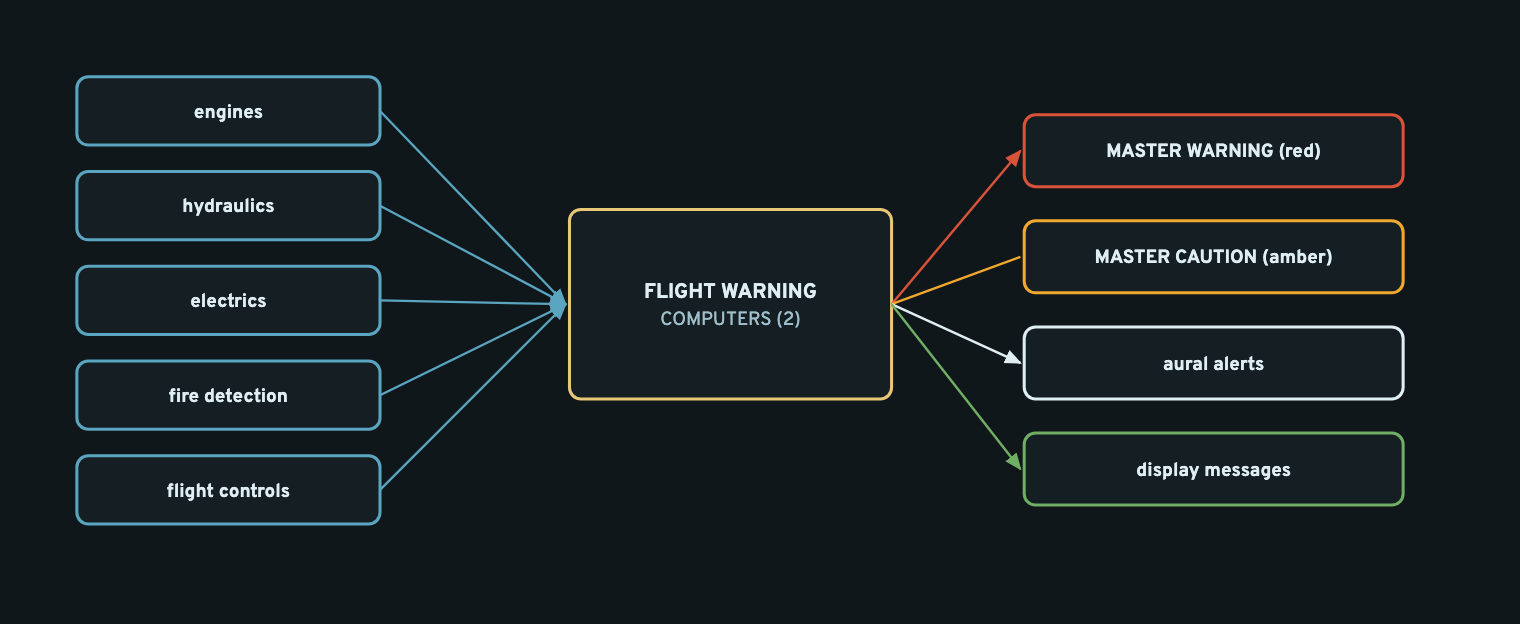 engines
hydraulics
electrics
fire detection
flight controls
FLIGHT WARNING
COMPUTERS (2)
MASTER WARNING (red)
MASTER CAUTION (amber)
aural alerts
display messages